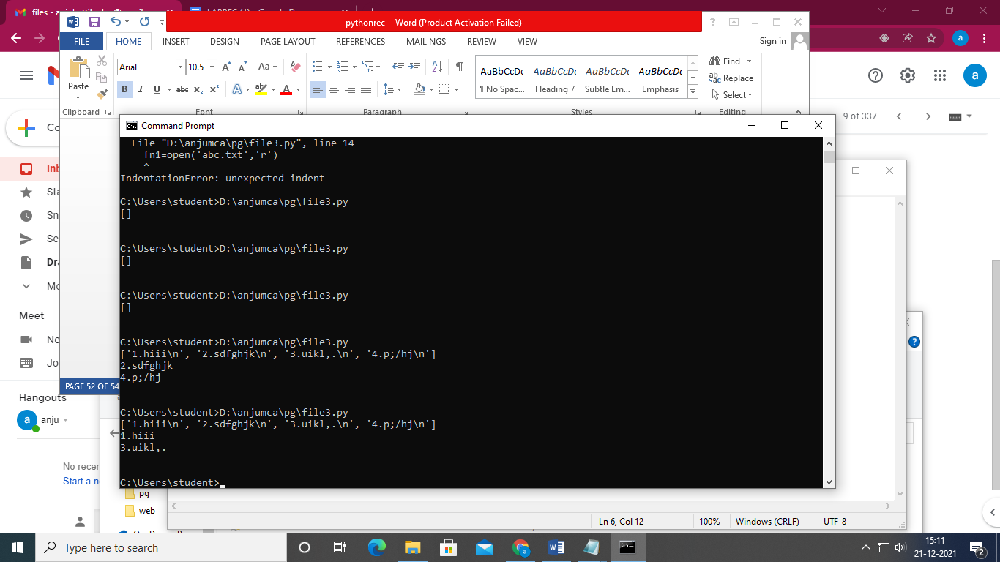 files - 
pythonrec - Word (Product Activation Failed)
FILE HOME INSERT DESIGN PAGE LAYOUT REFERENCES MAILINGS REVIEW VIEW Sign in
Paste
Arial 10.5
B I U abc x₂ x² A ab A
AaBbCcDc AaBbCcDc AaBbCcDc AaBbCcDc
¶ No Spac... Heading 7 Subtle Em... Emphasis
Find
Replace
Select
Clipboard Font Paragraph Styles Editing
a
9 of 337
Co
Inb
Sta
Sn
Se
Dra
Mo
Meet
Ne
Jo
Hangouts
a anju
No recen
Start a n
PAGE 52 OF 54
Command Prompt
File "D:\anjumca\pg\file3.py", line 14
fn1=open('abc.txt','r')
^
IndentationError: unexpected indent
C:\Users\student>D:\anjumca\pg\file3.py
[]
C:\Users\student>D:\anjumca\pg\file3.py
[]
C:\Users\student>D:\anjumca\pg\file3.py
[]
C:\Users\student>D:\anjumca\pg\file3.py
['1.hiii\n', '2.sdfghjk\n', '3.uikl,.\n', '4.p;/hj\n']
2.sdfghjk
4.p;/hj
C:\Users\student>D:\anjumca\pg\file3.py
['1.hiii\n', '2.sdfghjk\n', '3.uikl,.\n', '4.p;/hj\n']
1.hiii
3.uikl,.
C:\Users\student>
pg
web
Ln 6, Col 12 100% Windows (CRLF) UTF-8
Type here to search
15:11
21-12-2021
2